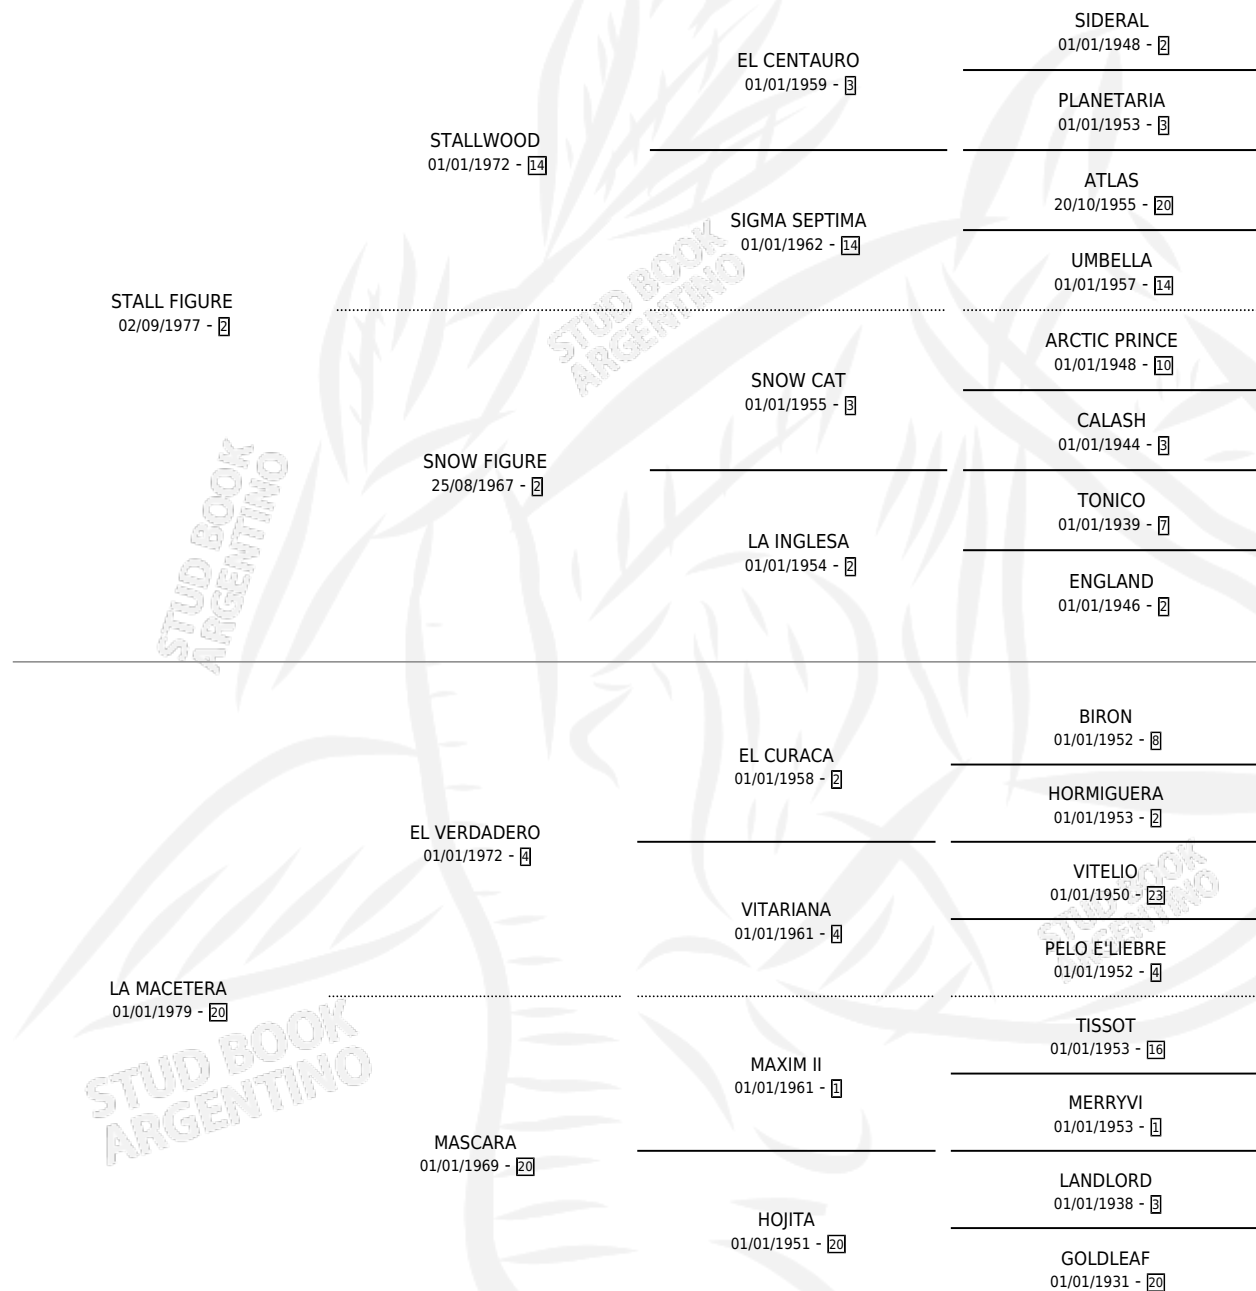 SIDERAL
01/01/1948 - 2
EL CENTAURO
01/01/1959 - 3
PLANETARIA
01/01/1953 - 3
STALLWOOD
01/01/1972 - 14
ATLAS
20/10/1955 - 20
SIGMA SEPTIMA
01/01/1962 - 14
UMBELLA
01/01/1957 - 14
STALL FIGURE
02/09/1977 - 2
STUD BOOK
ARGENTINO
ARCTIC PRINCE
01/01/1948 - 10
SNOW CAT
01/01/1955 - 3
CALASH
01/01/1944 - 3
SNOW FIGURE
25/08/1967 - 2
STUD BOOK
ARGENTINO
TONICO
01/01/1939 - 7
LA INGLESA
01/01/1954 - 2
ENGLAND
01/01/1946 - 2
BIRON
01/01/1952 - 8
EL CURACA
01/01/1958 - 2
HORMIGUERA
01/01/1953 - 2
EL VERDADERO
01/01/1972 - 4
VITELIO
01/01/1950 - 23
STUD BOOK
ARGENTINO
VITARIANA
01/01/1961 - 4
PELO E'LIEBRE
01/01/1952 - 4
LA MACETERA
01/01/1979 - 20
STUD BOOK
ARGENTINO
TISSOT
01/01/1953 - 16
MAXIM II
01/01/1961 - 1
MERRYVI
01/01/1953 - 1
MASCARA
01/01/1969 - 20
LANDLORD
01/01/1938 - 3
HOJITA
01/01/1951 - 20
GOLDLEAF
01/01/1931 - 20